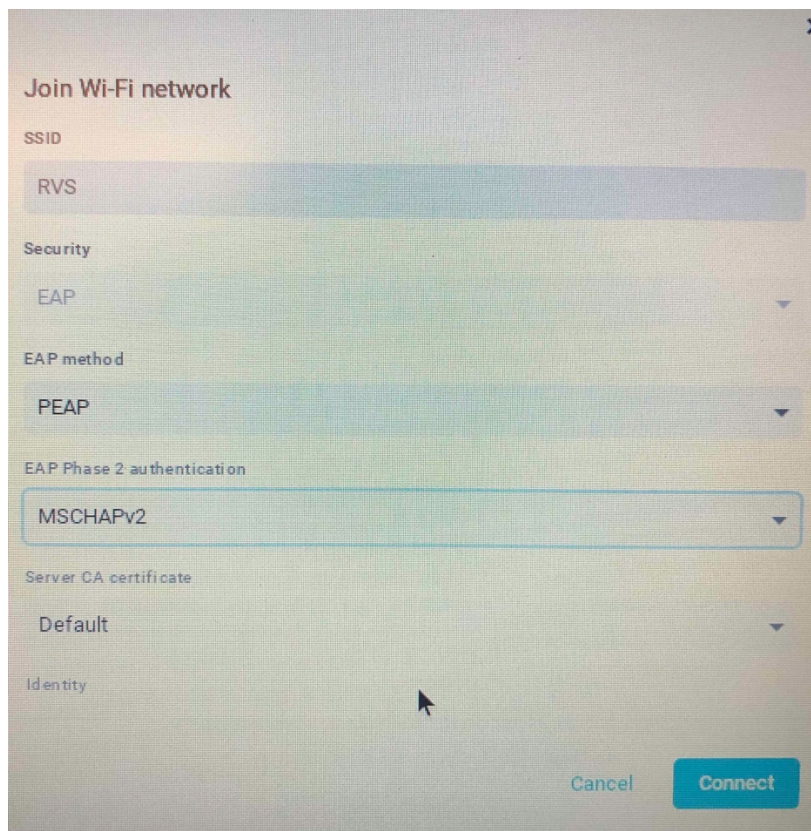 Join Wi-Fi network
SSID
RVS
Security
EAP
EAP method
PEAP
EAP Phase 2 authentication
MSCHAPv2
Server CA certificate
Default
Identity
Cancel
Connect